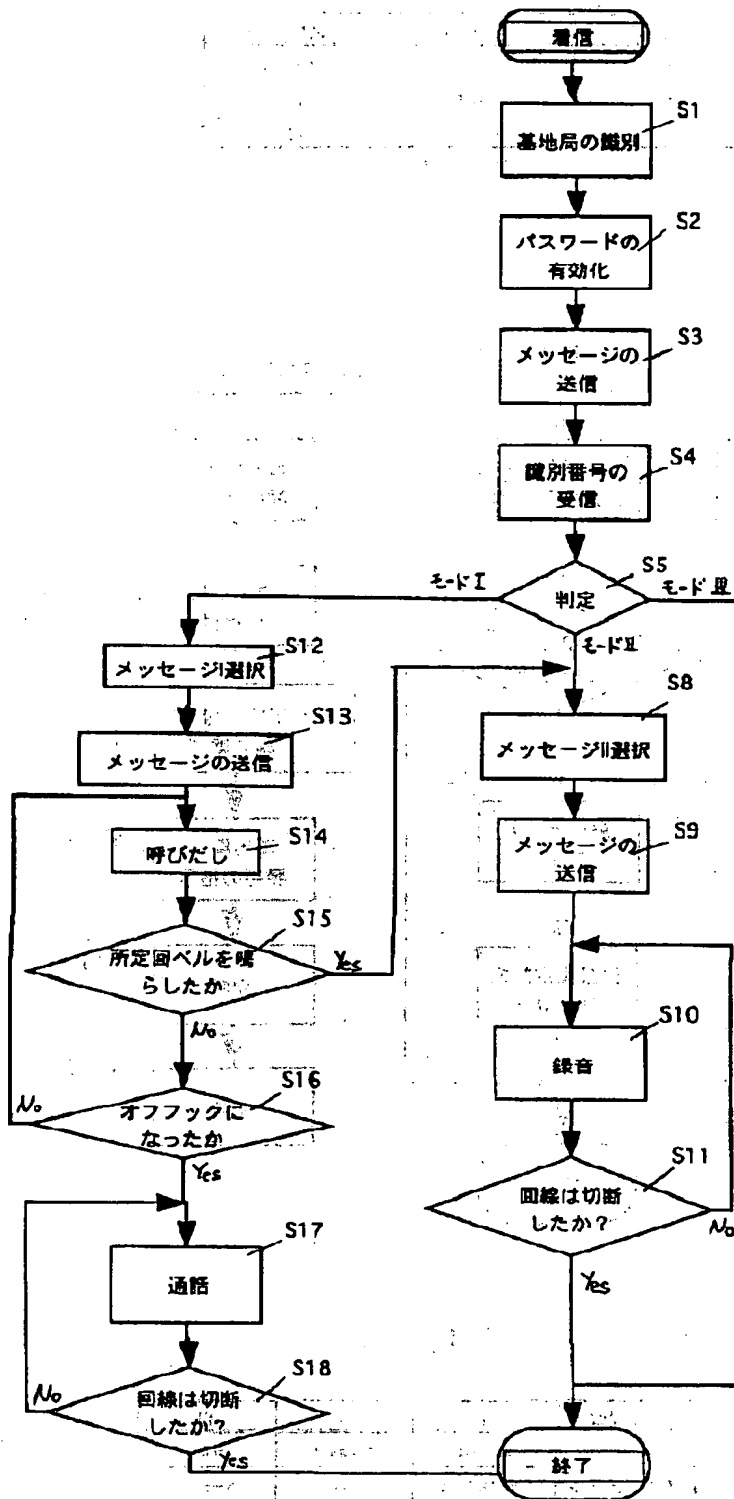 着信
S1
基地局の識別
S2
パスワードの
有効化
S3
メッセージの
送信
S4
識別番号の
受信
S5
判定
モードI
モードII
モードIII
S12
メッセージI選択
S13
メッセージの送信
S14
呼びだし
S15
所定回ベルを鳴
らしたか
Yes
No
S16
オフフックに
なったか
No
Yes
S17
通話
S18
回線は切断
したか?
No
Yes
S8
メッセージII選択
S9
メッセージの
送信
S10
録音
S11
回線は切断
したか?
No
Yes
終了